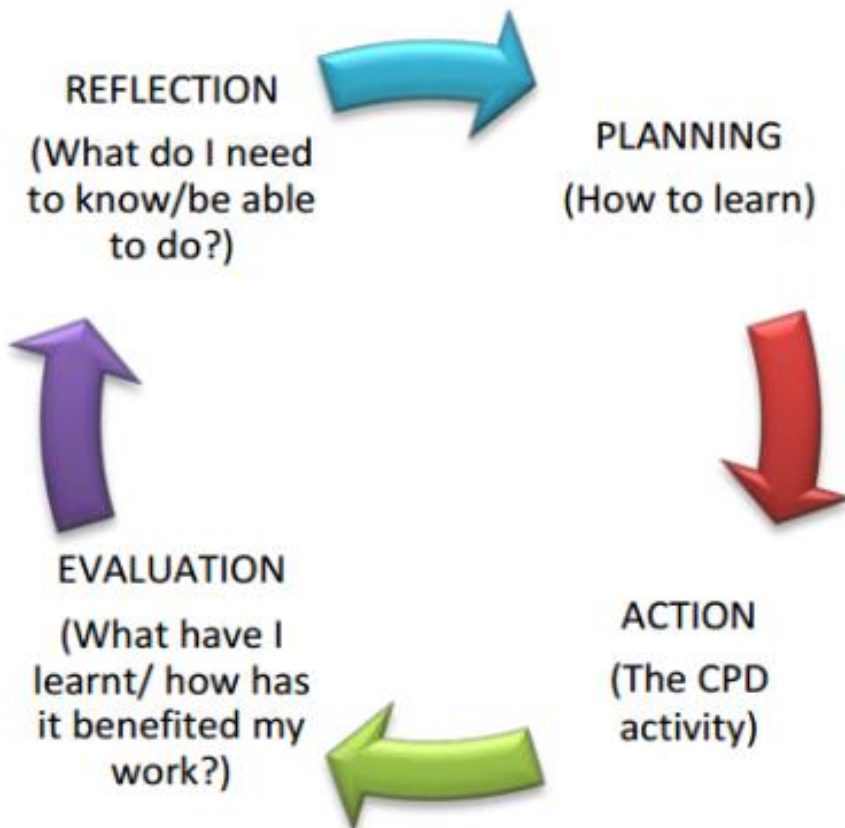 REFLECTION
(What do I need
to know/be able
to do?)
PLANNING
(How to learn)
ACTION
(The CPD
activity)
EVALUATION
(What have I
learnt/ how has
it benefited my
work?)